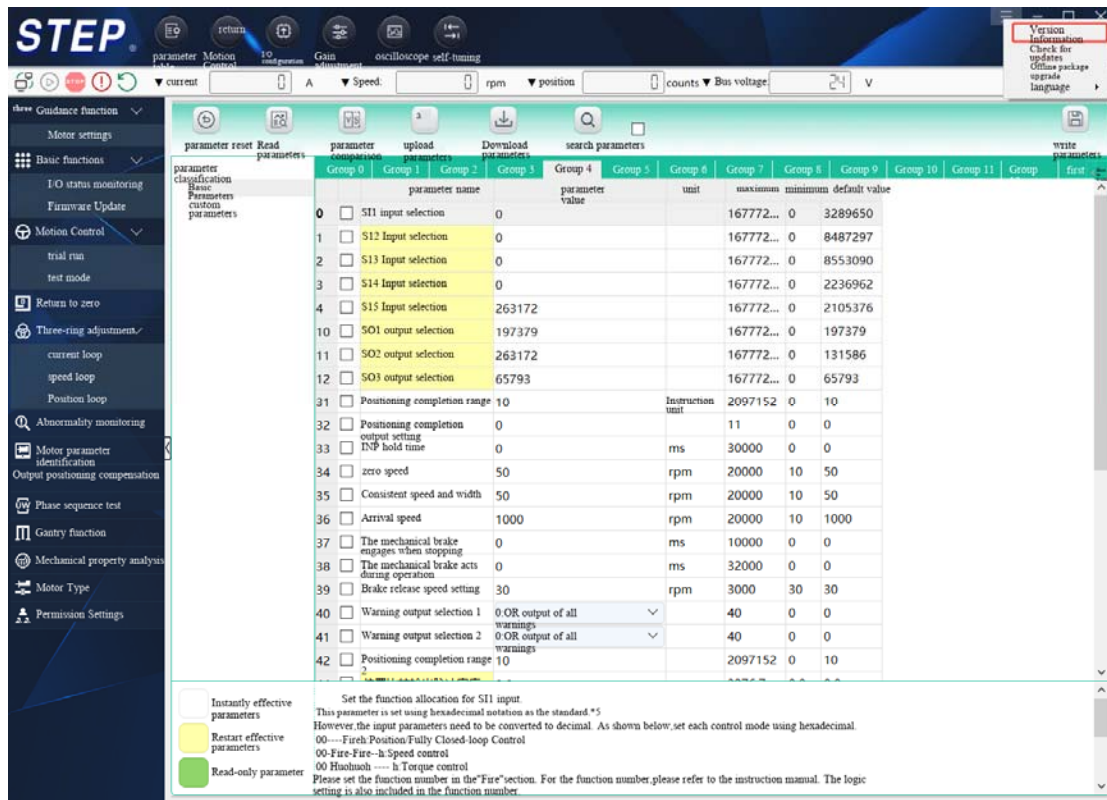 STEP
parameter table
return
Motion Control
I/O configuration
Gain adjustment
oscilloscope
self-tuning
Version Information
Check for updates
Offline package upgrade
language
STOP
▼ current 0 A
▼ Speed: 0 rpm
▼ position 0 counts
▼ Bus voltage: 24 V
three Guidance function
Motor settings
Basic functions
I/O status monitoring
Firmware Update
Motion Control
trial run
test mode
Return to zero
Three-ring adjustment
current loop
speed loop
Position loop
Abnormality monitoring
Motor parameter identification
Output positioning compensation
Phase sequence test
Gantry function
Mechanical property analysis
Motor Type
Permission Settings
parameter reset
Read parameters
parameter comparison
upload parameters
Download parameters
search parameters
write parameters
parameter classification
Basic Parameters
custom parameters
Group 0 Group 1 Group 2 Group 3 Group 4 Group 5 Group 6 Group 7 Group 8 Group 9 Group 10 Group 11 Group first
parameter name parameter value unit maximum minimum default value
0 SI1 input selection 0 167772... 0 3289650
1 S12 Input selection 0 167772... 0 8487297
2 S13 Input selection 0 167772... 0 8553090
3 S14 Input selection 0 167772... 0 2236962
4 S15 Input selection 263172 167772... 0 2105376
10 SO1 output selection 197379 167772... 0 197379
11 SO2 output selection 263172 167772... 0 131586
12 SO3 output selection 65793 167772... 0 65793
31 Positioning completion range 10 Instruction unit 2097152 0 10
32 Positioning completion output setting 0 11 0 0
33 INP hold time 0 ms 30000 0 0
34 zero speed 50 rpm 20000 10 50
35 Consistent speed and width 50 rpm 20000 10 50
36 Arrival speed 1000 rpm 20000 10 1000
37 The mechanical brake engages when stopping 0 ms 10000 0 0
38 The mechanical brake acts during operation 0 ms 32000 0 0
39 Brake release speed setting 30 rpm 3000 30 30
40 Warning output selection 1 0:OR output of all warnings 40 0 0
41 Warning output selection 2 0:OR output of all warnings 40 0 0
42 Positioning completion range 2 10 2097152 0 10
Instantly effective parameters
Restart effective parameters
Read-only parameter
Set the function allocation for SI1 input.
This parameter is set using hexadecimal notation as the standard.*5
However,the input parameters need to be converted to decimal. As shown below,set each control mode using hexadecimal.
00----Fireh:Position/Fully Closed-loop Control
00-Fire-Fire--h:Speed control
00 Huohuoh ---- h:Torque control
Please set the function number in the"Fire"section. For the function number,please refer to the instruction manual. The logic
setting is also included in the function number.